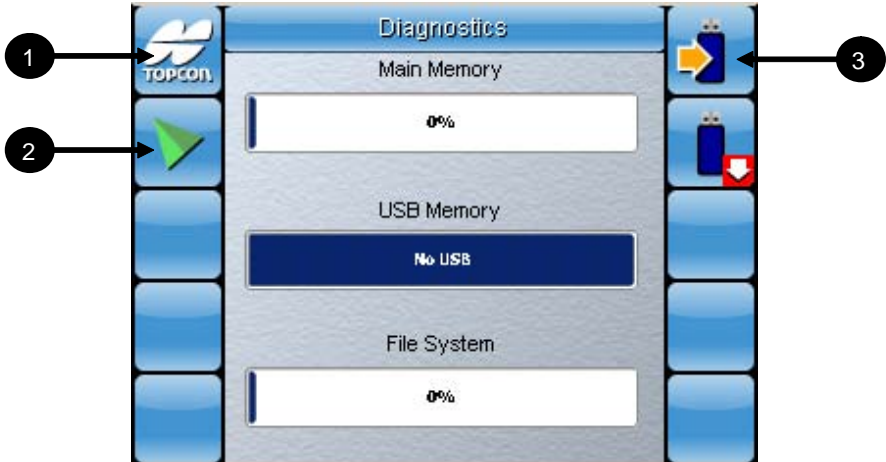 1
TOPCON
Diagnostics
3
Main Memory
0%
2
USB Memory
No USB
File System
0%